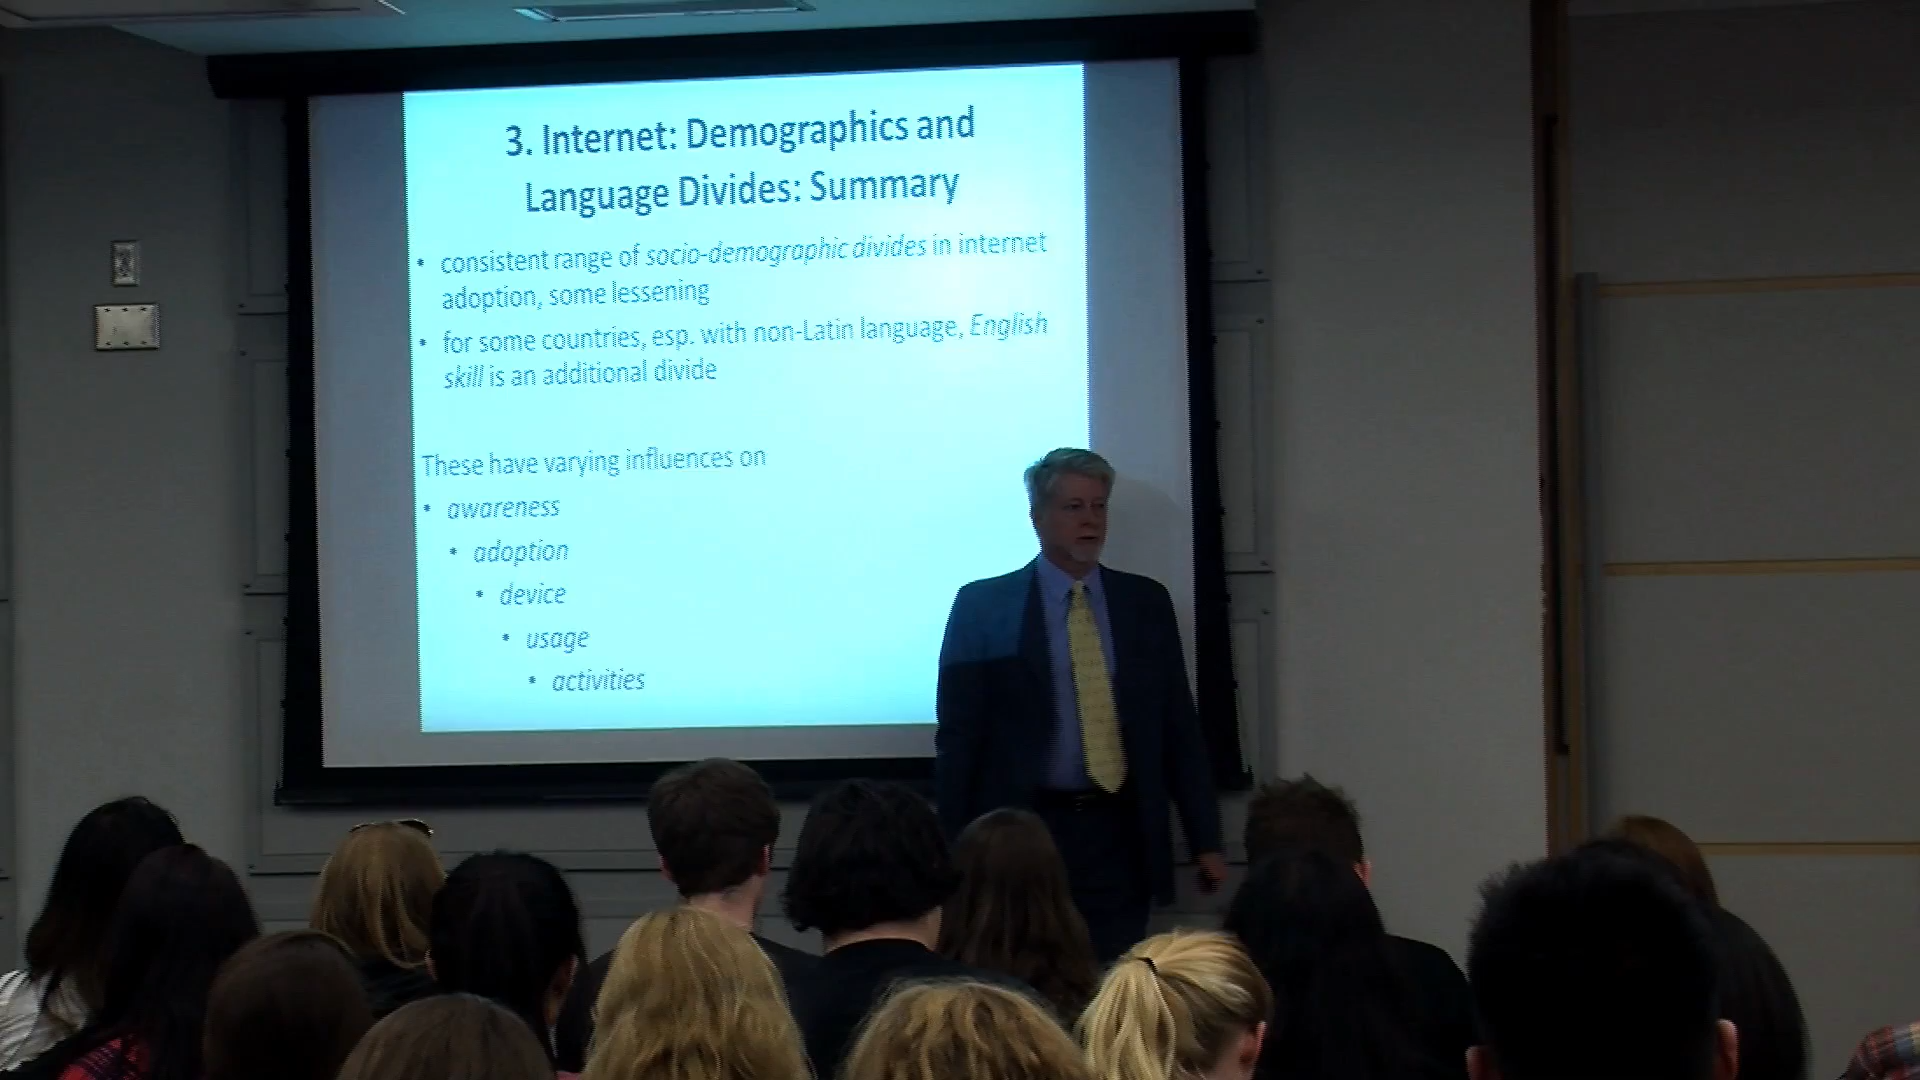 3. Internet: Demographics and
Language Divides: Summary
• consistent range of socio-demographic divides in internet
adoption, some lessening
• for some countries, esp. with non-Latin language, English
skill is an additional divide
These have varying influences on
• awareness
• adoption
• device
• usage
• activities